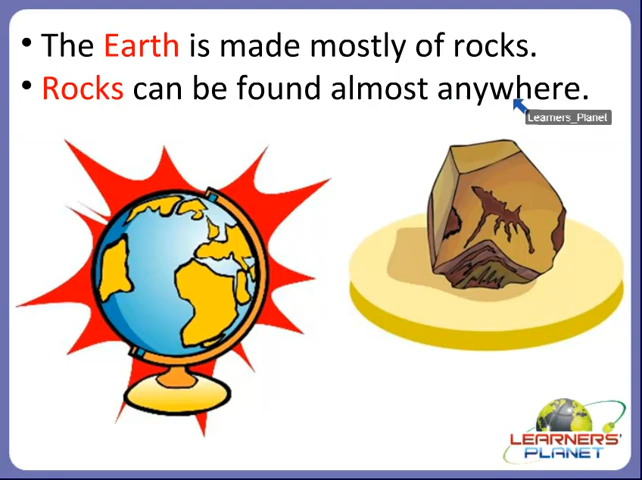 • The Earth is made mostly of rocks.
• Rocks can be found almost anywhere.
Learners_Planet
LEARNERS'
PLANET